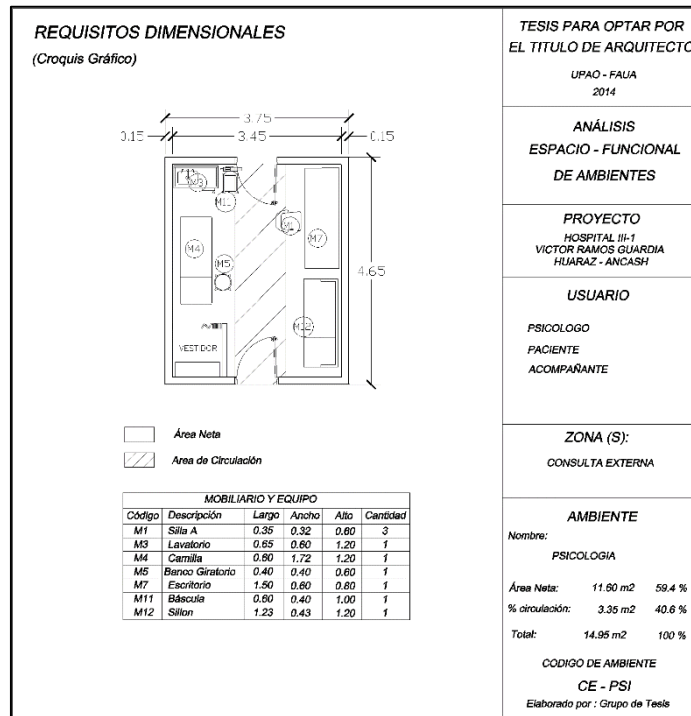 REQUISITOS DIMENSIONALES
(Croquis Gráfico)
3.75
0.15
3.45
0.15
M3
M11
M1
M7
M4
M5
4.65
M12
VESTIDOR
Área Neta
Area de Circulación
MOBILIARIO Y EQUIPO
Código Descripción Largo Ancho Alto Cantidad
M1 Silla A 0.35 0.32 0.60 3
M3 Lavatorio 0.65 0.60 1.20 1
M4 Camilla 0.60 1.72 1.20 1
M5 Banco Giratorio 0.40 0.40 0.60 1
M7 Escritorio 1.50 0.60 0.80 1
M11 Báscula 0.60 0.40 1.00 1
M12 Sillon 1.23 0.43 1.20 1
TESIS PARA OPTAR POR
EL TITULO DE ARQUITECTO
UPAO - FAUA
2014
ANÁLISIS
ESPACIO - FUNCIONAL
DE AMBIENTES
PROYECTO
HOSPITAL III-1
VICTOR RAMOS GUARDIA
HUARAZ - ANCASH
USUARIO
PSICOLOGO
PACIENTE
ACOMPAÑANTE
ZONA (S):
CONSULTA EXTERNA
AMBIENTE
Nombre:
PSICOLOGIA
Área Neta: 11.60 m2 59.4 %
% circulación: 3.35 m2 40.6 %
Total: 14.95 m2 100 %
CODIGO DE AMBIENTE
CE - PSI
Elaborado por : Grupo de Tesis